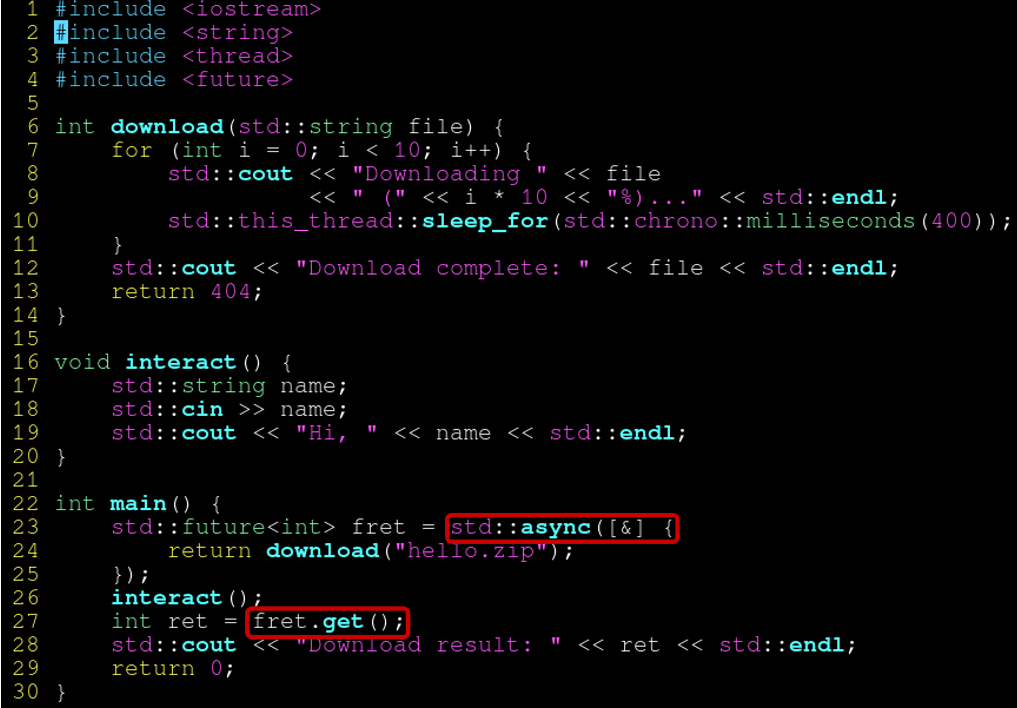 1 #include <iostream>
2 #include <string>
3 #include <thread>
4 #include <future>
5
6 int download(std::string file) {
7     for (int i = 0; i < 10; i++) {
8         std::cout << "Downloading " << file
9                   << " (" << i * 10 << "%)..." << std::endl;
10         std::this_thread::sleep_for(std::chrono::milliseconds(400));
11     }
12     std::cout << "Download complete: " << file << std::endl;
13     return 404;
14 }
15
16 void interact() {
17     std::string name;
18     std::cin >> name;
19     std::cout << "Hi, " << name << std::endl;
20 }
21
22 int main() {
23     std::future<int> fret = std::async([&] {
24         return download("hello.zip");
25     });
26     interact();
27     int ret = fret.get();
28     std::cout << "Download result: " << ret << std::endl;
29     return 0;
30 }